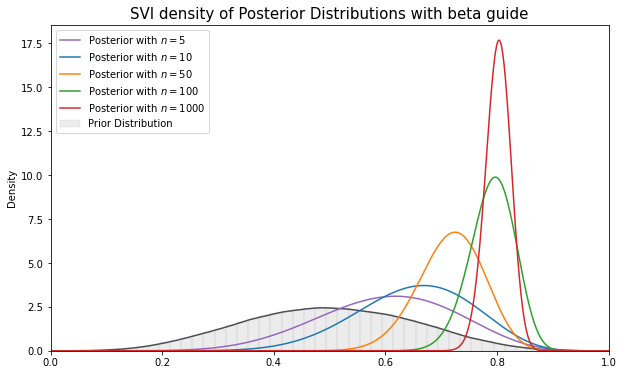 SVI density of Posterior Distributions with beta guide
Posterior with n = 5
Posterior with n = 10
Posterior with n = 50
Posterior with n = 100
Posterior with n = 1000
Prior Distribution
Density
17.5
15.0
12.5
10.0
7.5
5.0
2.5
0.0
0.0 0.2 0.4 0.6 0.8 1.0